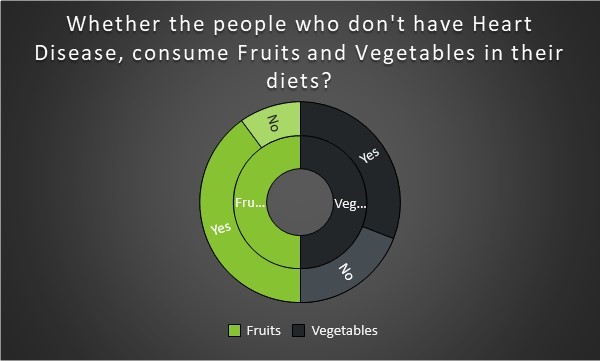 Whether the people who don't have Heart
Disease, consume Fruits and Vegetables in their
diets?
No
Yes
Fru...
Veg...
Yes
No
Fruits
Vegetables